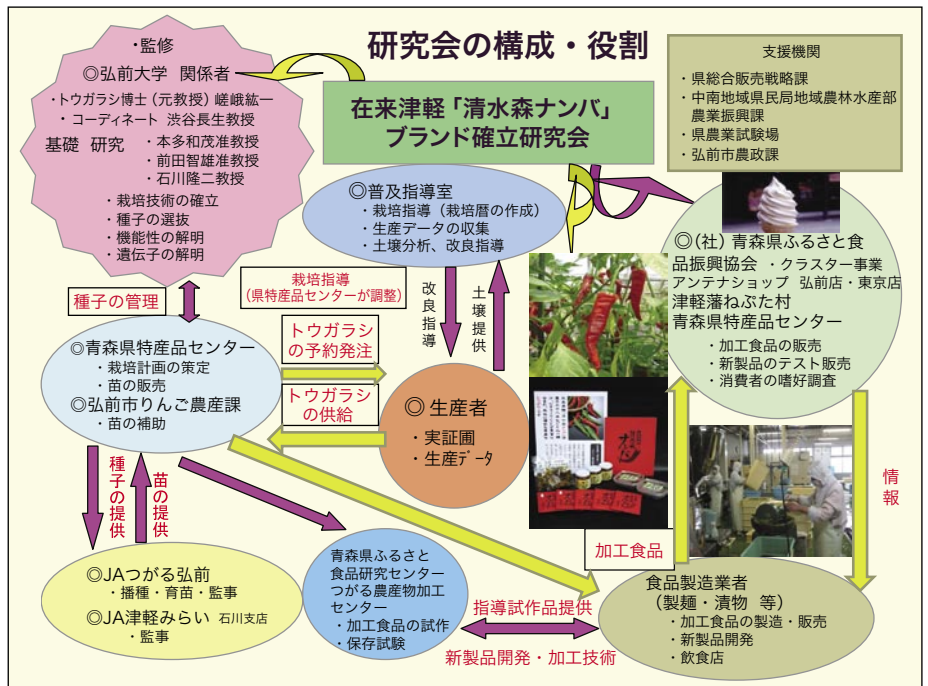 研究会の構成・役割
・監修
◎弘前大学 関係者
・トウガラシ博士(元教授)嵯峨紘一
・コーディネート 渋谷長生教授
基礎 研究 ・本多和茂准教授
・前田智雄准教授
・石川隆二教授
・栽培技術の確立
・種子の選抜
・機能性の解明
・遺伝子の解明
在来津軽「清水森ナンバ」
ブランド確立研究会
支援機関
・県総合販売戦略課
・中南地域県民局地域農林水産部
農業振興課
・県農業試験場
・弘前市農政課
◎普及指導室
・栽培指導(栽培暦の作成)
・生産データの収集
・土壌分析、改良指導
◎(社)青森県ふるさと食
品振興協会 ・クラスター事業
アンテナショップ 弘前店・東京店
津軽藩ねぷた村
青森県特産品センター
・加工食品の販売
・新製品のテスト販売
・消費者の嗜好調査
種子の管理
栽培指導
(県特産品センターが調整)
改良指導
土壌提供
◎青森県特産品センター
・栽培計画の策定
・苗の販売
◎弘前市りんご農産課
・苗の補助
トウガラシ
の予約発注
トウガラシ
の供給
◎生産者
・実証圃
・生産データ
種子の提供
苗の提供
加工食品
情報
◎JAつがる弘前
・播種・育苗・監事
◎JA津軽みらい 石川支店
・監事
青森県ふるさと
食品研究センター
つがる農産物加工
センター
・加工食品の試作
・保存試験
指導試作品提供
新製品開発・加工技術
食品製造業者
(製麺・漬物 等)
・加工食品の製造・販売
・新製品開発
・飲食店